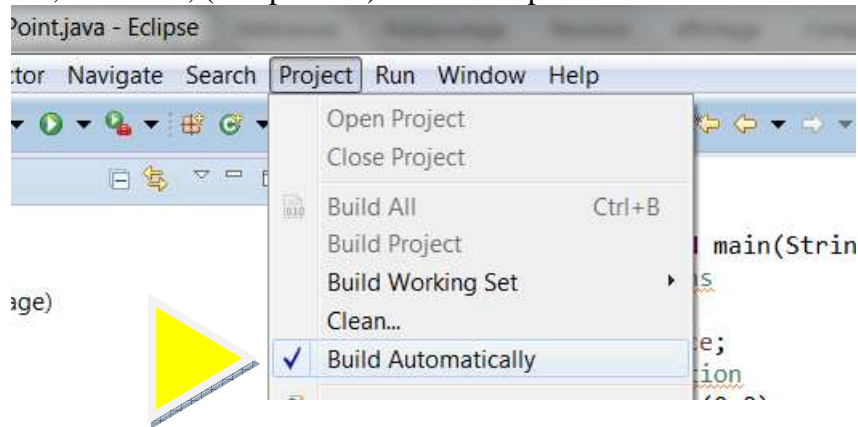 Point.java - Eclipse
ctor Navigate Search Project Run Window Help
Open Project
Close Project
Build All Ctrl+B
Build Project
main(Strin
Build Working Set
age)
Clean...
e;
Build Automatically
tion